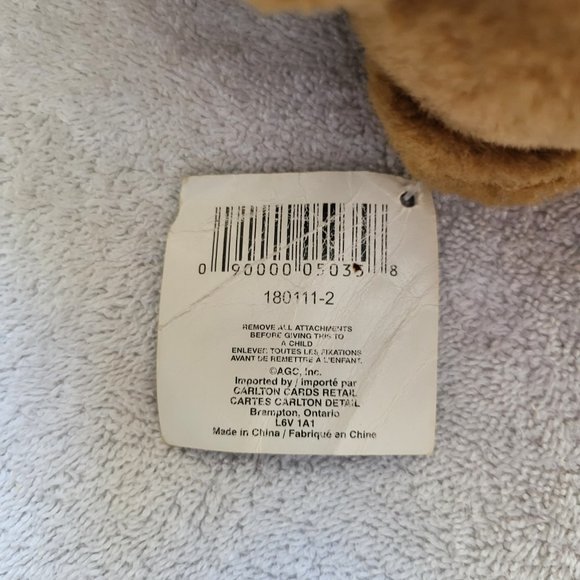 0 90000 05035 8
180111-2
REMOVE ALL ATTACHMENTS
BEFORE GIVING THIS TO
A CHILD
ENLEVER TOUTES LES FIXATIONS
AVANT DE REMETTRE A L'ENFANT.
©AGC, Inc.
Imported by / importé par
CARLTON CARDS RETAIL
CARTES CARLTON DETAIL
Brampton, Ontario
L6V 1A1
Made in China / Fabriqué en Chine